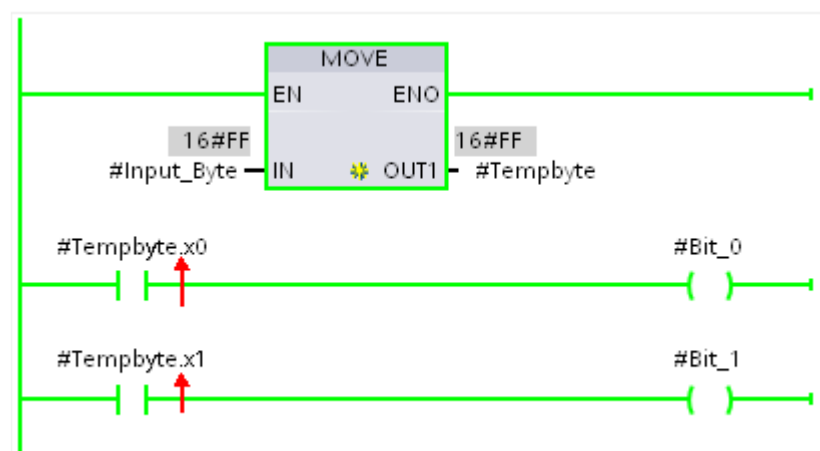 MOVE
EN ENO
16#FF 16#FF
#Input_Byte IN OUT1 #Tempbyte
#Tempbyte.x0 #Bit_0
#Tempbyte.x1 #Bit_1